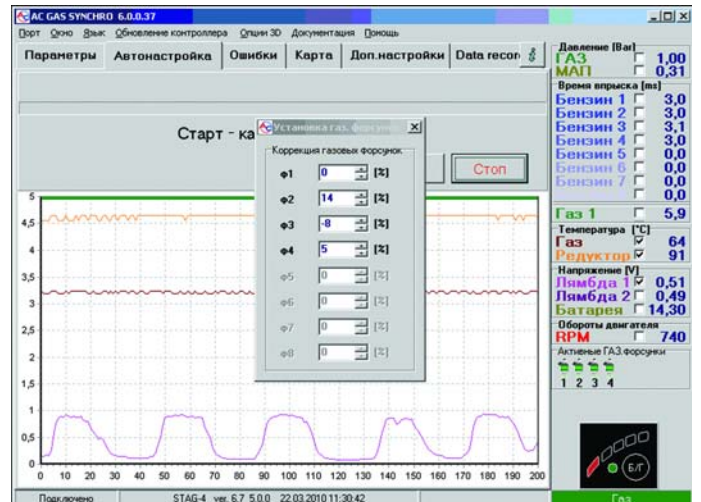 AC GAS SYNCHRO 6.0.0.37
Порт Окно Язык Обновление контроллера Опции 3D Документация Помощь
Параметры Автонастройка Ошибки Карта Доп.настройки Data recor
Старт - ка
Стоп
Установка газ. форсунок
Коррекция газовых форсунок
φ1 0 [%]
φ2 14 [%]
φ3 -8 [%]
φ4 5 [%]
φ5 0 [%]
φ6 0 [%]
φ7 0 [%]
φ8 0 [%]
5
4,5
4
3,5
3
2,5
2
1,5
1
0,5
0
0 10 20 30 40 50 60 70 80 90 100 110 120 130 140 150 160 170 180 190 200
Давление [Bar]
ГАЗ 1,00
МАП 0,31
Время впрыска [ms]
Бензин 1 3,0
Бензин 2 3,0
Бензин 3 3,1
Бензин 4 3,0
Бензин 5 0,0
Бензин 6 0,0
Бензин 7 0,0
0,0
Газ 1 5,9
Температура [°C]
Газ 64
Редуктор 91
Напряжение [V]
Лямбда 1 0,51
Лямбда 2 0,49
Батарея 14,30
Обороты двигателя
RPM 740
Активные ГАЗ.форсунки
1 2 3 4
Б/Г
Подключено STAG-4 ver. 6.7 5.0.0 22.03.2010 11:30:42 Газ